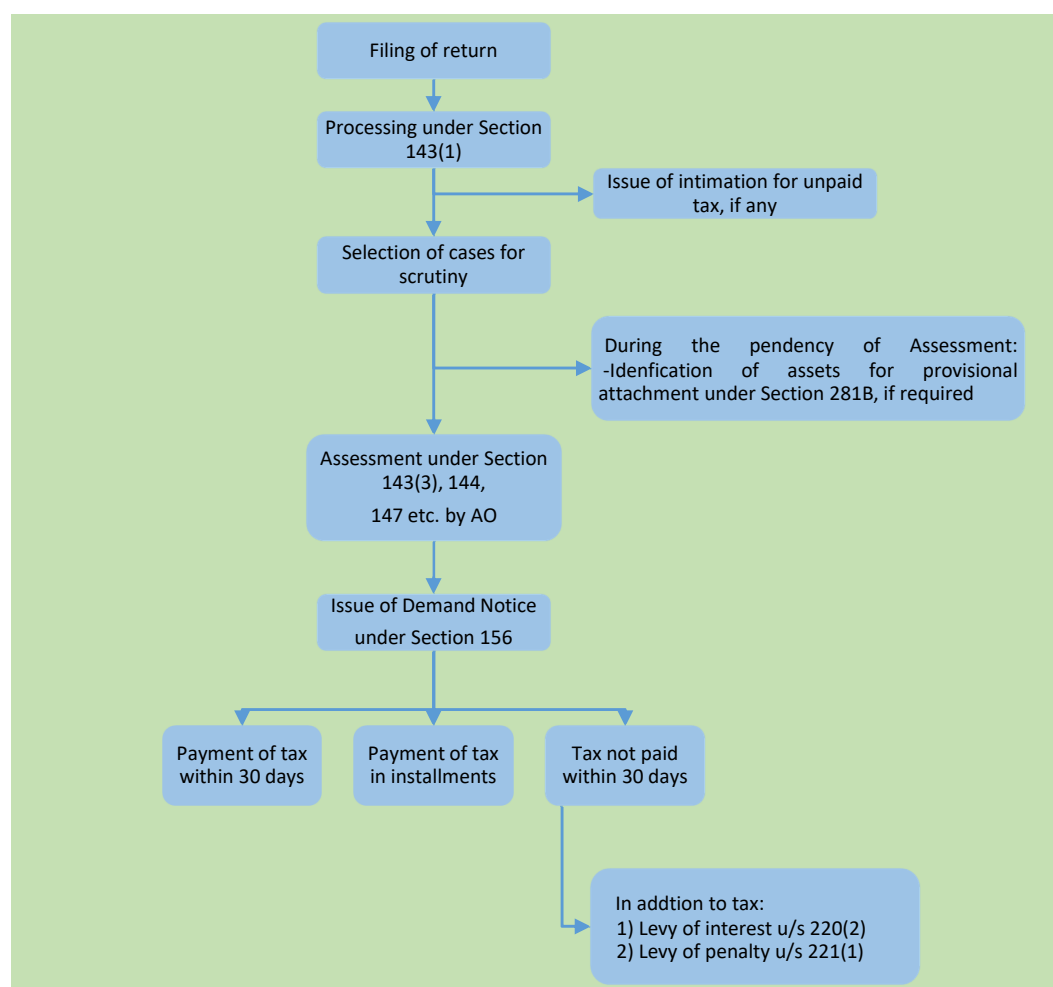 Filing of return
Processing under Section
143(1)
Issue of intimation for unpaid
tax, if any
Selection of cases for
scrutiny
During the pendency of Assessment:
-Idenfication of assets for provisional
attachment under Section 281B, if required
Assessment under Section
143(3), 144,
147 etc. by AO
Issue of Demand Notice
under Section 156
Payment of tax
within 30 days
Payment of tax
in installments
Tax not paid
within 30 days
In addtion to tax:
1) Levy of interest u/s 220(2)
2) Levy of penalty u/s 221(1)